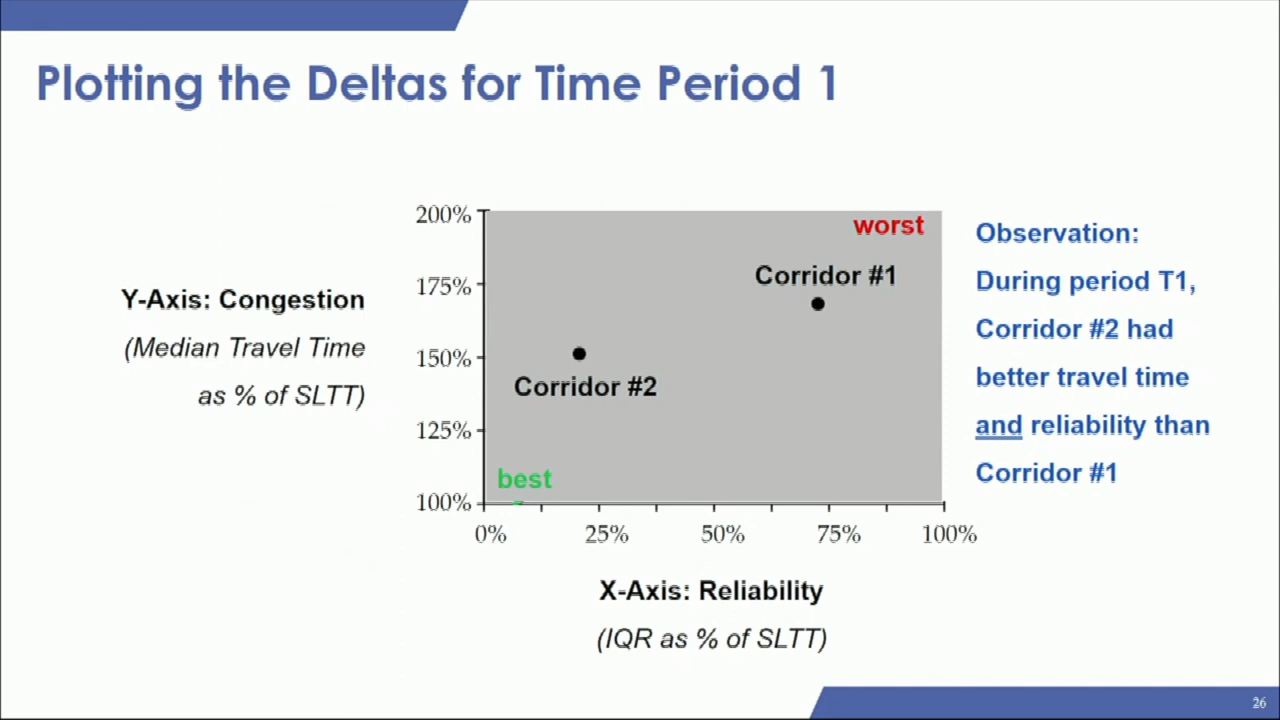 Plotting the Deltas for Time Period 1
Y-Axis: Congestion
(Median Travel Time
as % of SLTT)
200%
175%
150%
125%
100%
worst
Corridor #1
Corridor #2
best
0%
25%
50%
75%
100%
X-Axis: Reliability
(IQR as % of SLTT)
Observation:
During period T1,
Corridor #2 had
better travel time
and reliability than
Corridor #1
26